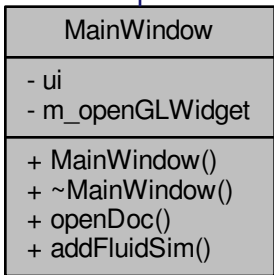 MainWindow
- ui
- m_openGLWidget
+ MainWindow()
+ ~MainWindow()
+ openDoc()
+ addFluidSim()